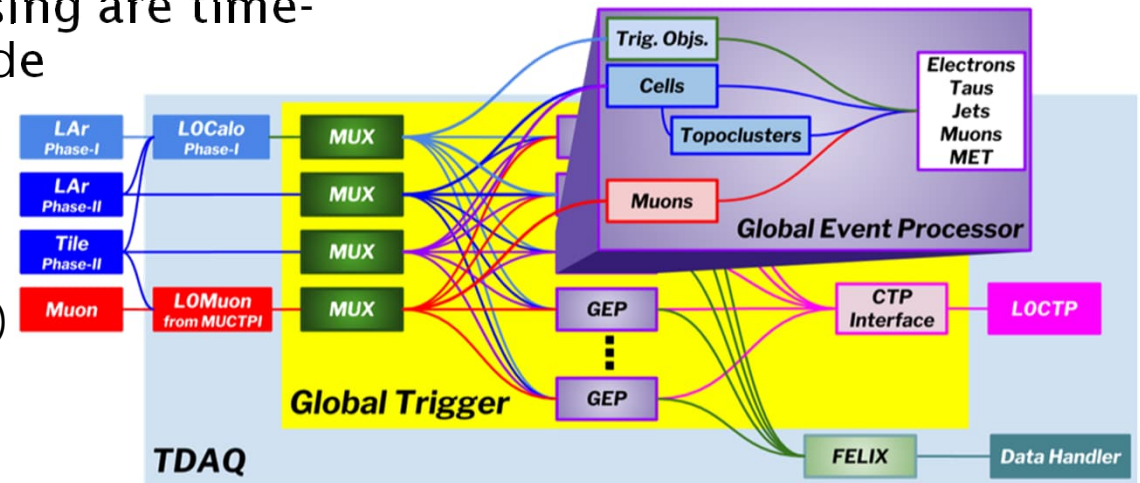 sing are time-
de
)
LAr
Phase-I
LAr
Phase-II
Tile
Phase-II
Muon
L0Calo
Phase-I
L0Muon
from MUCTPI
MUX
MUX
MUX
MUX
Trig. Objs.
Cells
Topoclusters
Muons
Electrons
Taus
Jets
Muons
MET
Global Event Processor
GEP
GEP
CTP
Interface
L0CTP
Global Trigger
TDAQ
FELIX
Data Handler